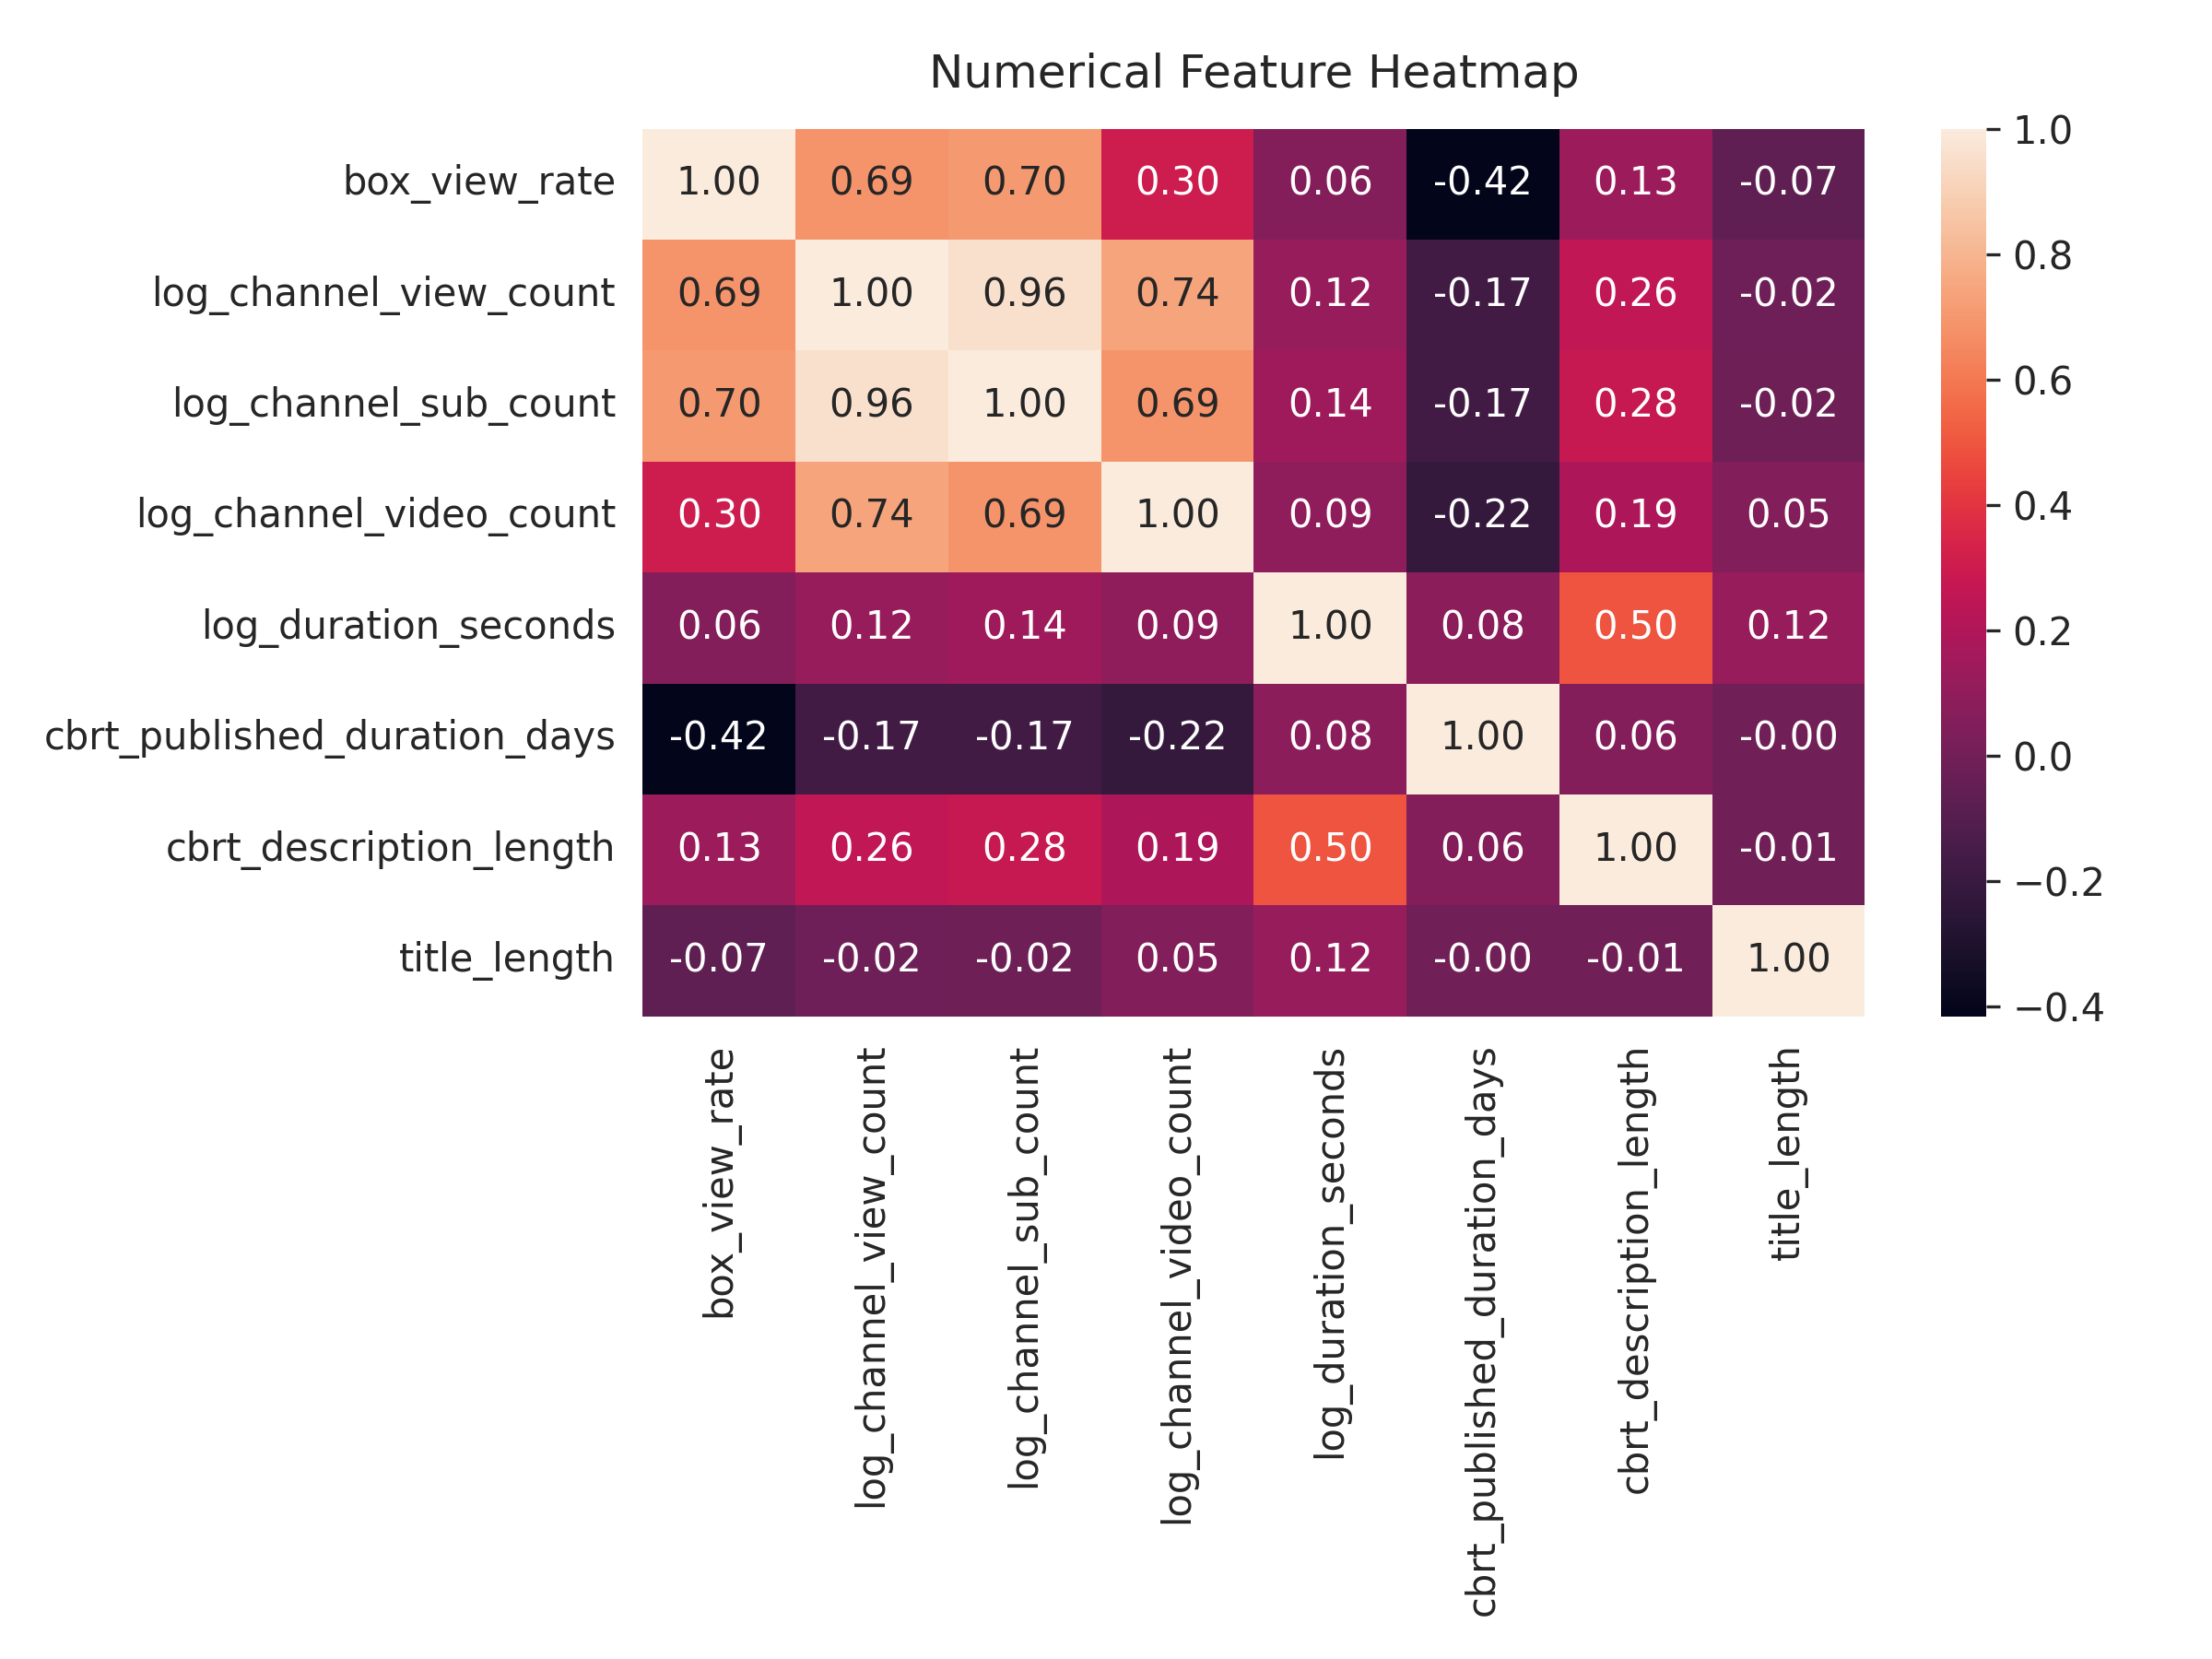 Numerical Feature Heatmap
box_view_rate 1.00 0.69 0.70 0.30 0.06 -0.42 0.13 -0.07
log_channel_view_count 0.69 1.00 0.96 0.74 0.12 -0.17 0.26 -0.02
log_channel_sub_count 0.70 0.96 1.00 0.69 0.14 -0.17 0.28 -0.02
log_channel_video_count 0.30 0.74 0.69 1.00 0.09 -0.22 0.19 0.05
log_duration_seconds 0.06 0.12 0.14 0.09 1.00 0.08 0.50 0.12
cbrt_published_duration_days -0.42 -0.17 -0.17 -0.22 0.08 1.00 0.06 -0.00
cbrt_description_length 0.13 0.26 0.28 0.19 0.50 0.06 1.00 -0.01
title_length -0.07 -0.02 -0.02 0.05 0.12 -0.00 -0.01 1.00
box_view_rate
log_channel_view_count
log_channel_sub_count
log_channel_video_count
log_duration_seconds
cbrt_published_duration_days
cbrt_description_length
title_length
1.0
0.8
0.6
0.4
0.2
0.0
−0.2
−0.4